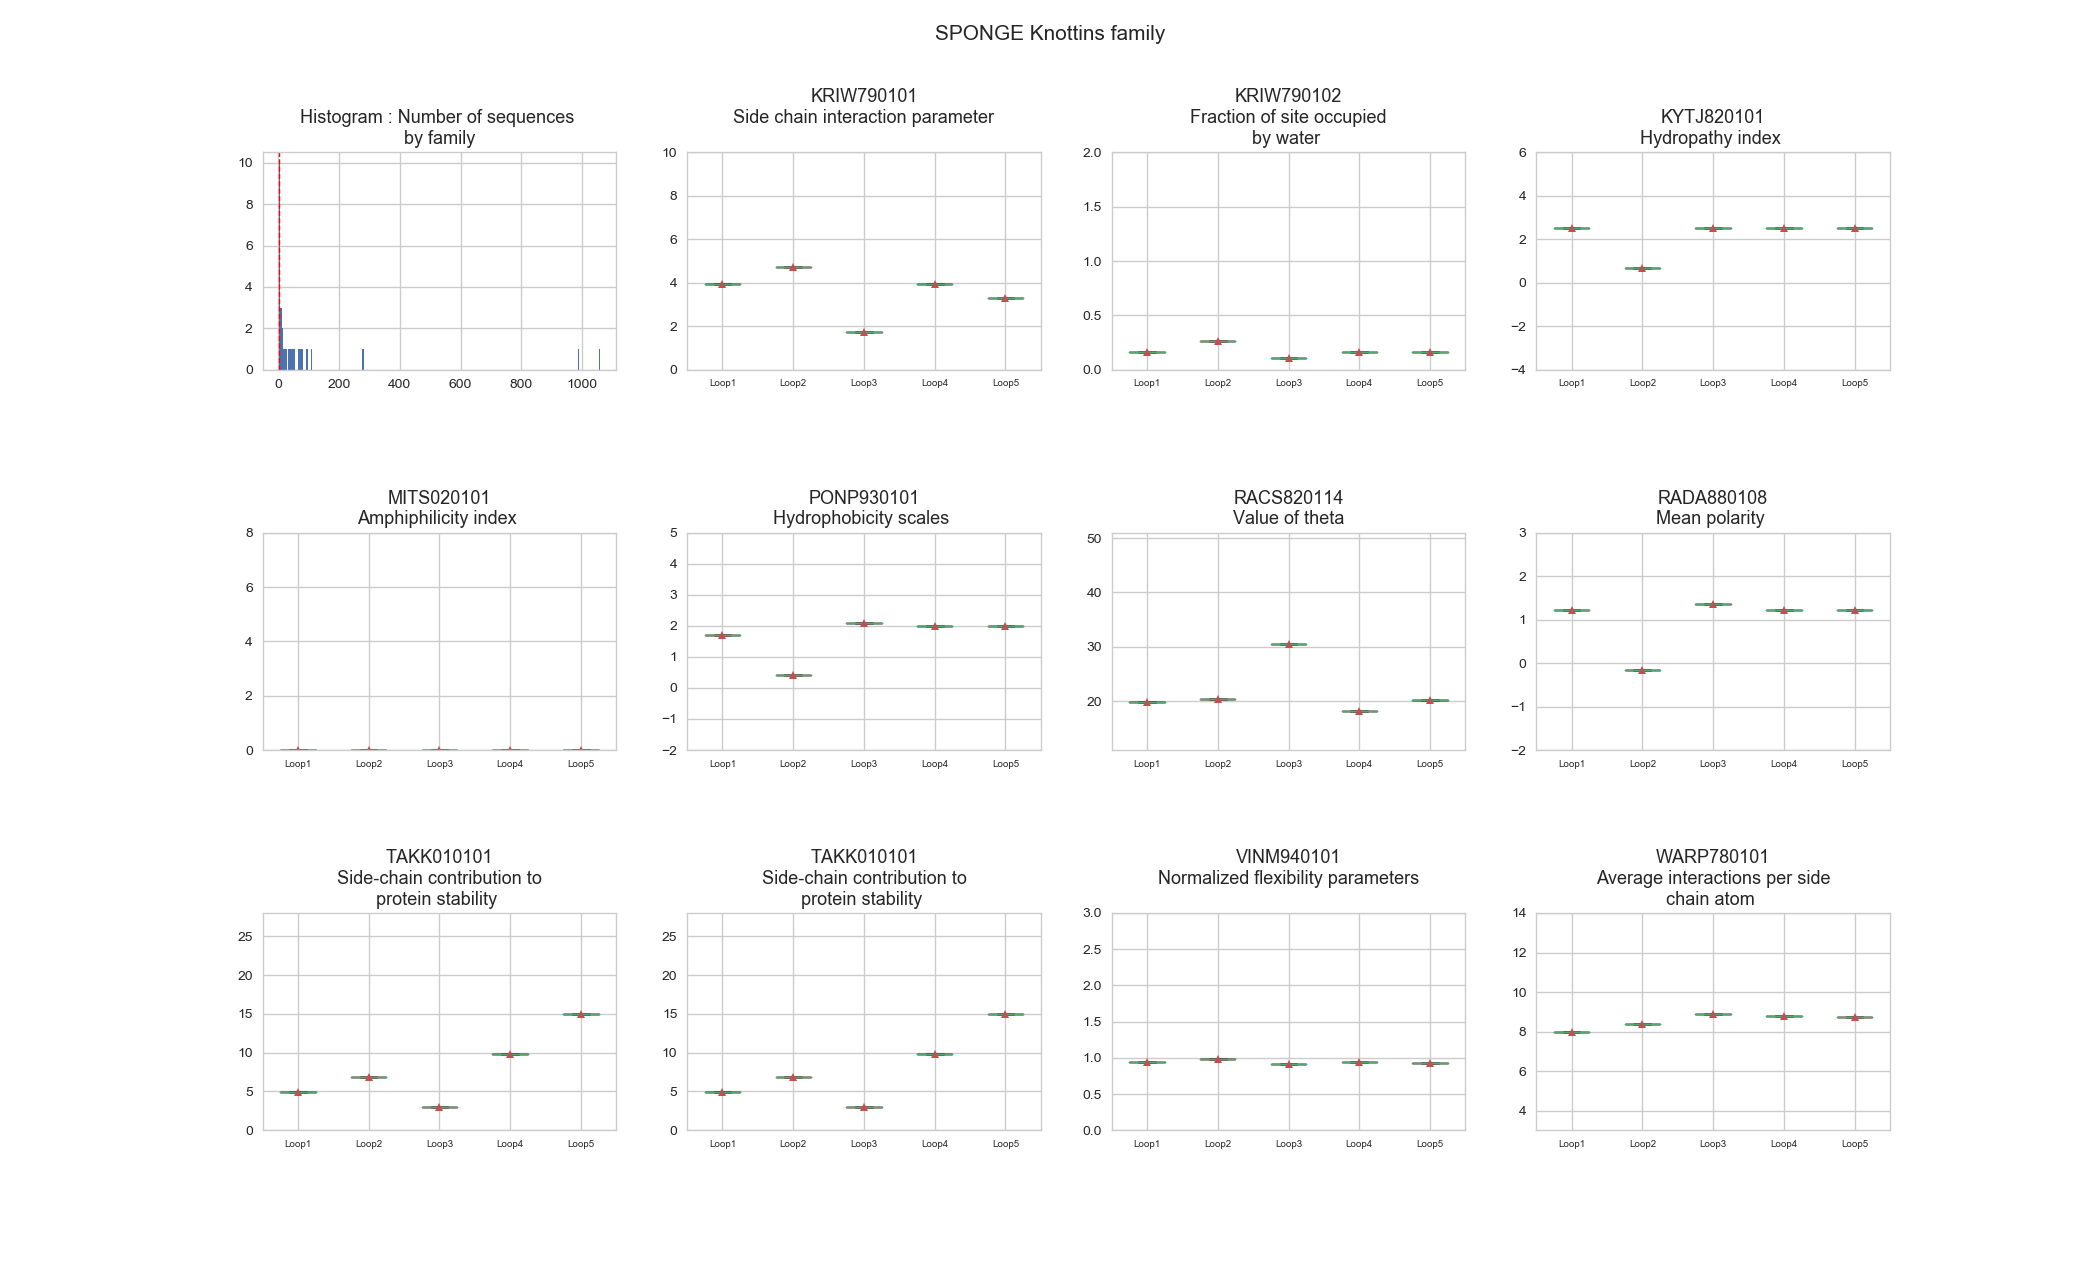 SPONGE Knottins family
Histogram : Number of sequences
by family
10
8
6
4
2
0
0 200 400 600 800 1000
KRIW790101
Side chain interaction parameter
10
8
6
4
2
0
Loop1 Loop2 Loop3 Loop4 Loop5
KRIW790102
Fraction of site occupied
by water
2.0
1.5
1.0
0.5
0.0
Loop1 Loop2 Loop3 Loop4 Loop5
KYTJ820101
Hydropathy index
6
4
2
0
−2
−4
Loop1 Loop2 Loop3 Loop4 Loop5
MITS020101
Amphiphilicity index
8
6
4
2
0
Loop1 Loop2 Loop3 Loop4 Loop5
PONP930101
Hydrophobicity scales
5
4
3
2
1
0
−1
−2
Loop1 Loop2 Loop3 Loop4 Loop5
RACS820114
Value of theta
50
40
30
20
Loop1 Loop2 Loop3 Loop4 Loop5
RADA880108
Mean polarity
3
2
1
0
−1
−2
Loop1 Loop2 Loop3 Loop4 Loop5
TAKK010101
Side-chain contribution to
protein stability
25
20
15
10
5
0
Loop1 Loop2 Loop3 Loop4 Loop5
TAKK010101
Side-chain contribution to
protein stability
25
20
15
10
5
0
Loop1 Loop2 Loop3 Loop4 Loop5
VINM940101
Normalized flexibility parameters
3.0
2.5
2.0
1.5
1.0
0.5
0.0
Loop1 Loop2 Loop3 Loop4 Loop5
WARP780101
Average interactions per side
chain atom
14
12
10
8
6
4
Loop1 Loop2 Loop3 Loop4 Loop5